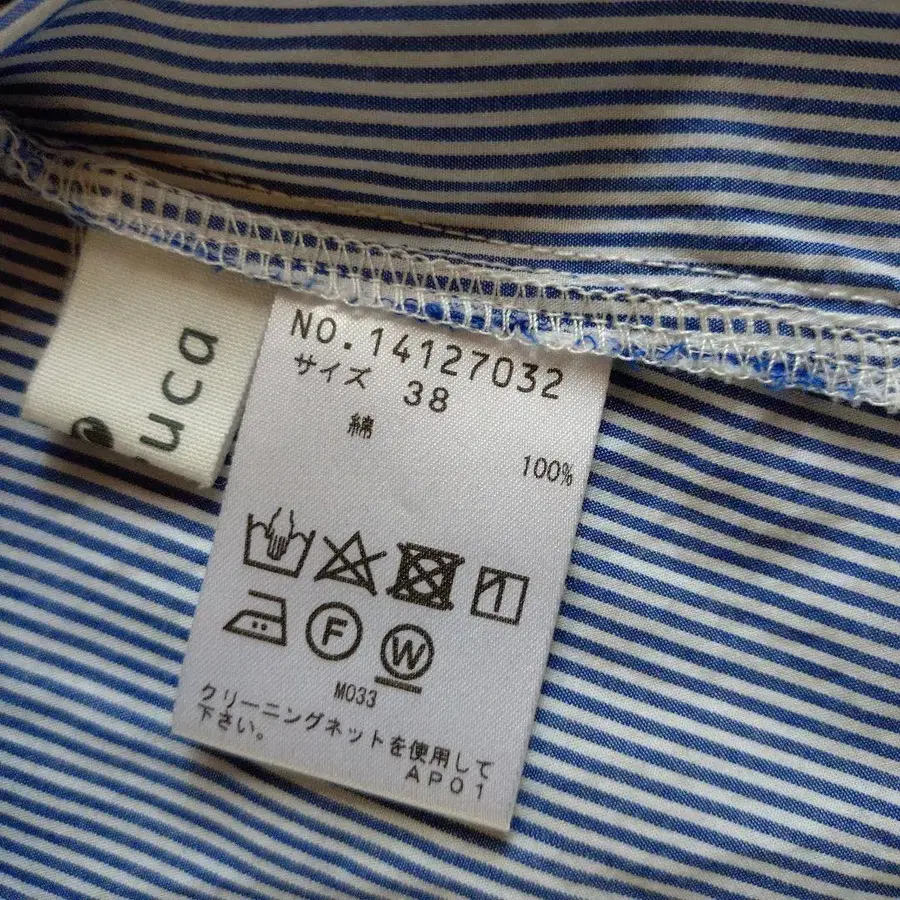 uca
NO.14127032
サイズ 38
綿
100%
F
W
M033
クリーニングネットを使用して
下さい。
AP01